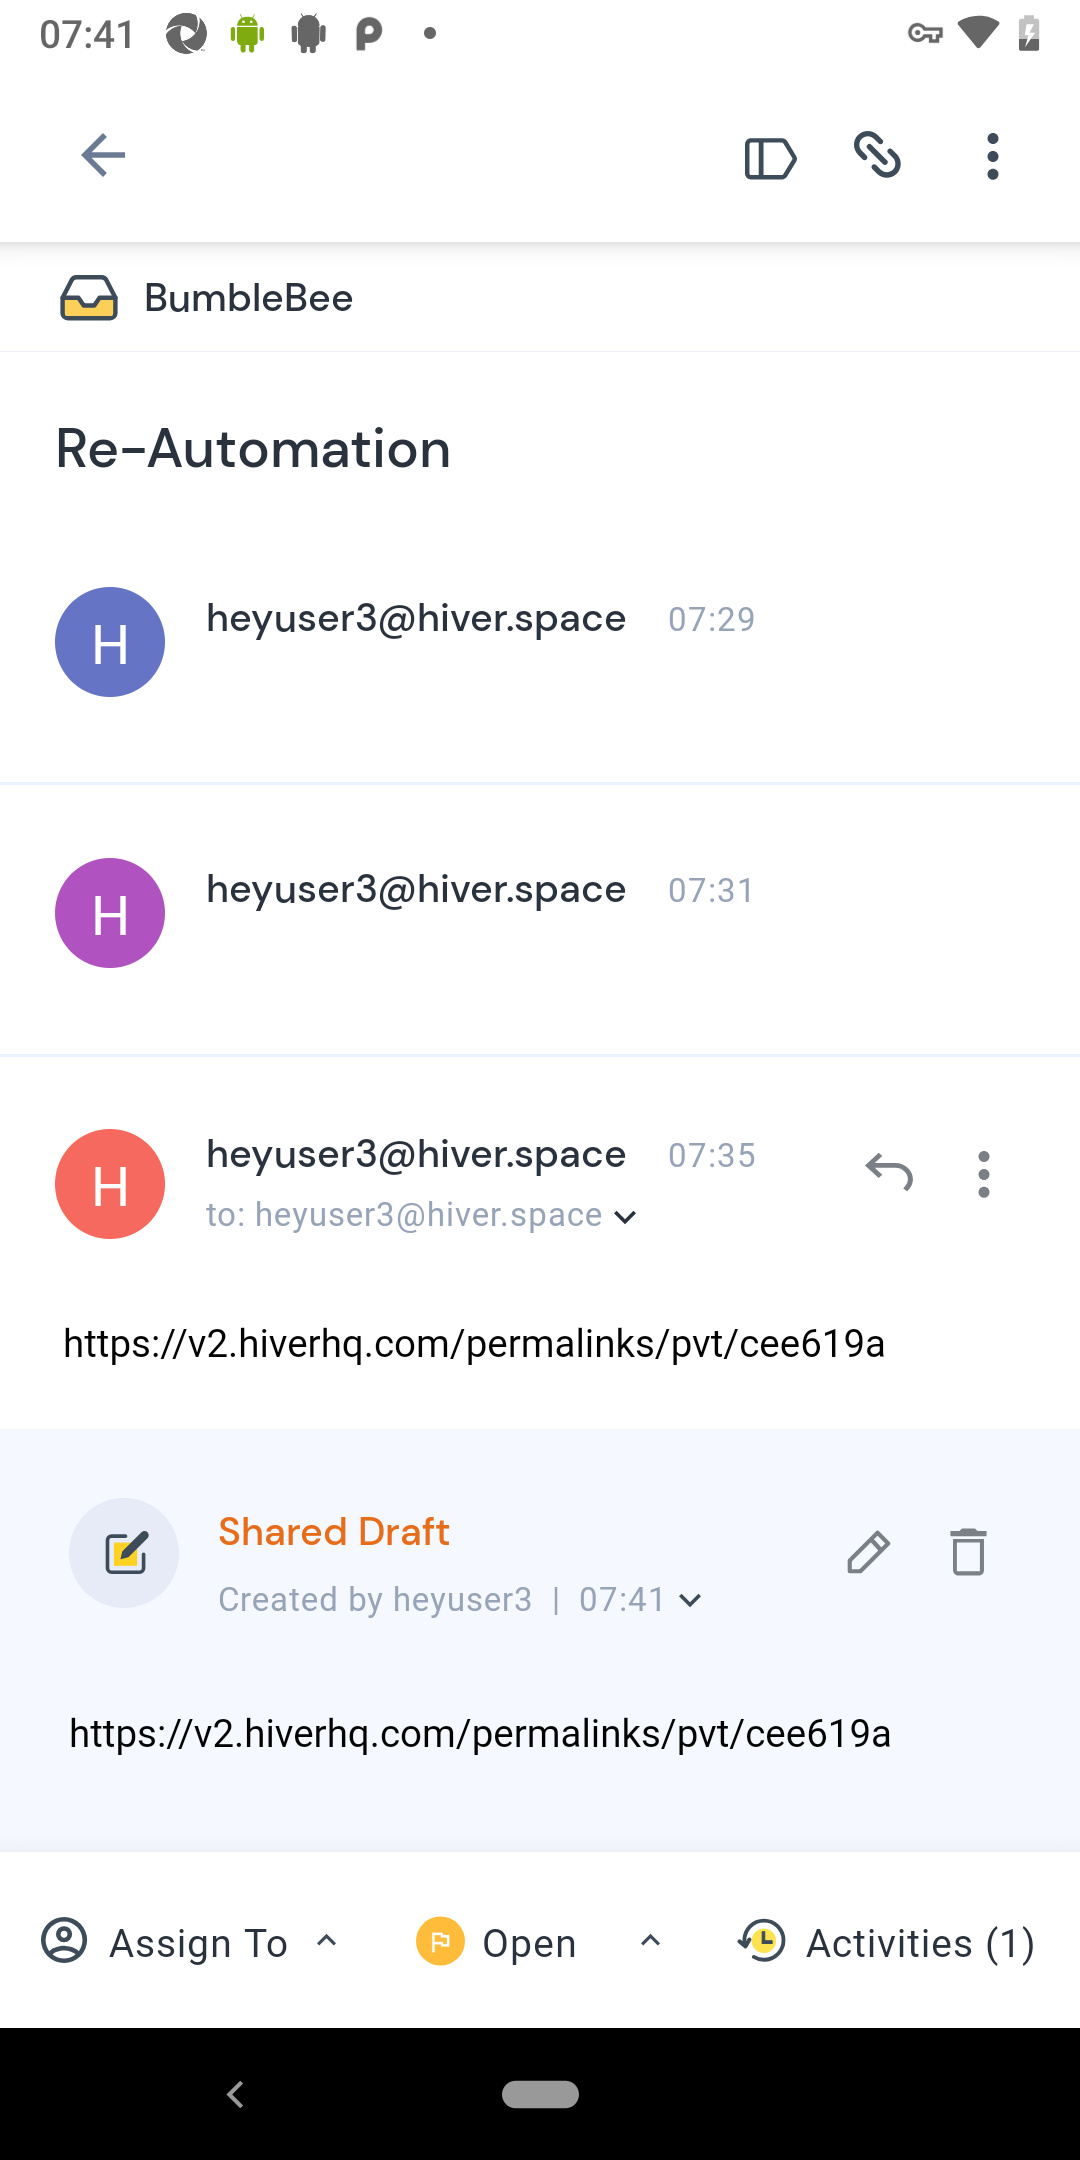 07:41
BumbleBee
Re-Automation
H heyuser3@hiver.space 07:29
H heyuser3@hiver.space 07:31
H heyuser3@hiver.space 07:35
to: heyuser3@hiver.space
https://v2.hiverhq.com/permalinks/pvt/cee619a
Shared Draft
Created by heyuser3 | 07:41
https://v2.hiverhq.com/permalinks/pvt/cee619a
Assign To Open Activities (1)